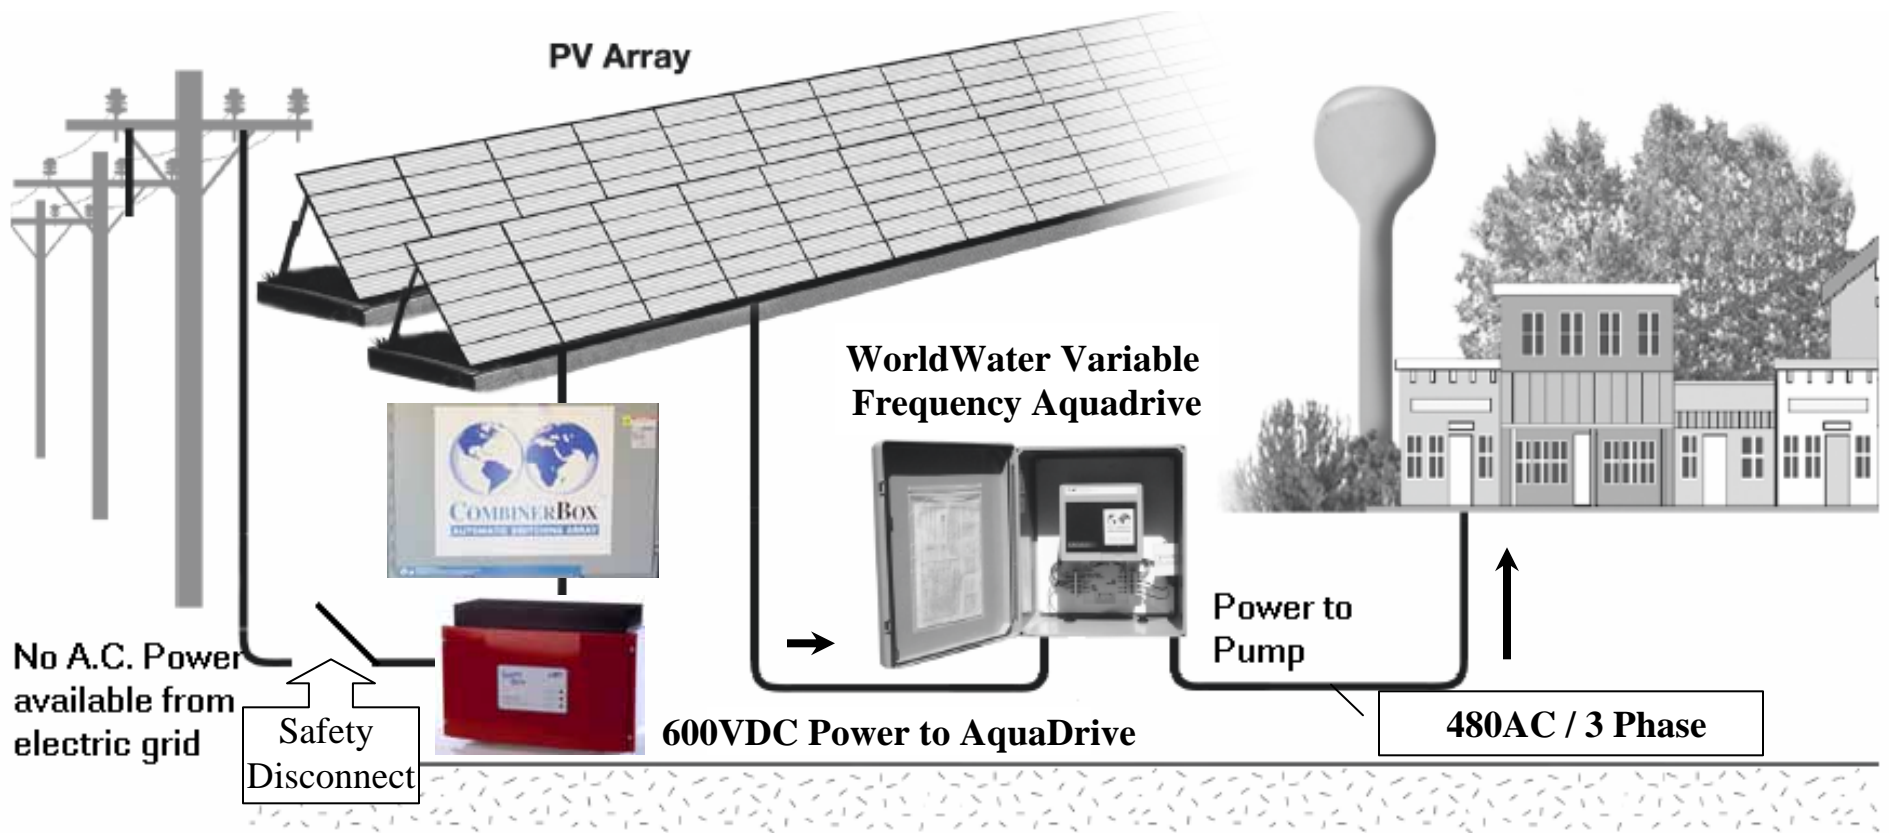 PV Array
WorldWater Variable
Frequency Aquadrive
COMBINERBOX
AUTOMATIC SWITCHING ARRAY
Power to
Pump
No A.C. Power
available from
electric grid
Safety
Disconnect
600VDC Power to AquaDrive
480AC / 3 Phase